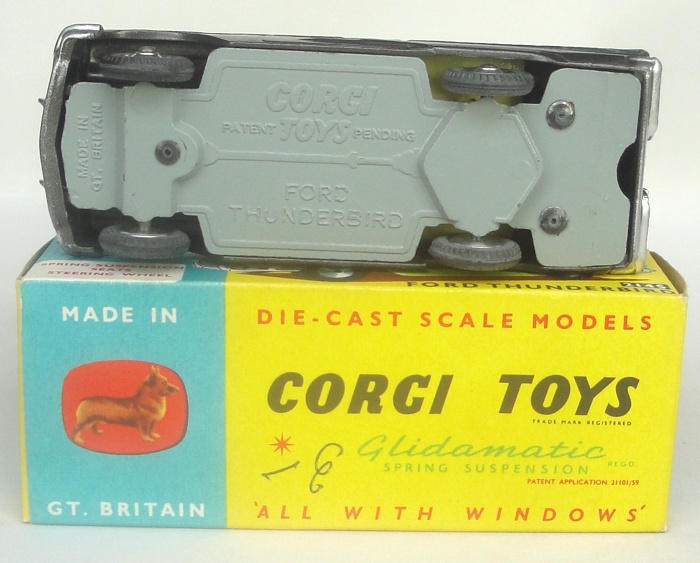 CORGI
PATENT TOYS PENDING
MADE IN
GT. BRITAIN
FORD
THUNDERBIRD
SPRING SUSPENSION
SEATS
STEERING WHEEL
214S
FORD THUNDERBIRD
MADE IN
GT. BRITAIN
DIE-CAST SCALE MODELS
CORGI TOYS
TRADE MARK REGISTERED
Glidamatic
REGD.
SPRING SUSPENSION
PATENT APPLICATION 21101/59
'ALL WITH WINDOWS'